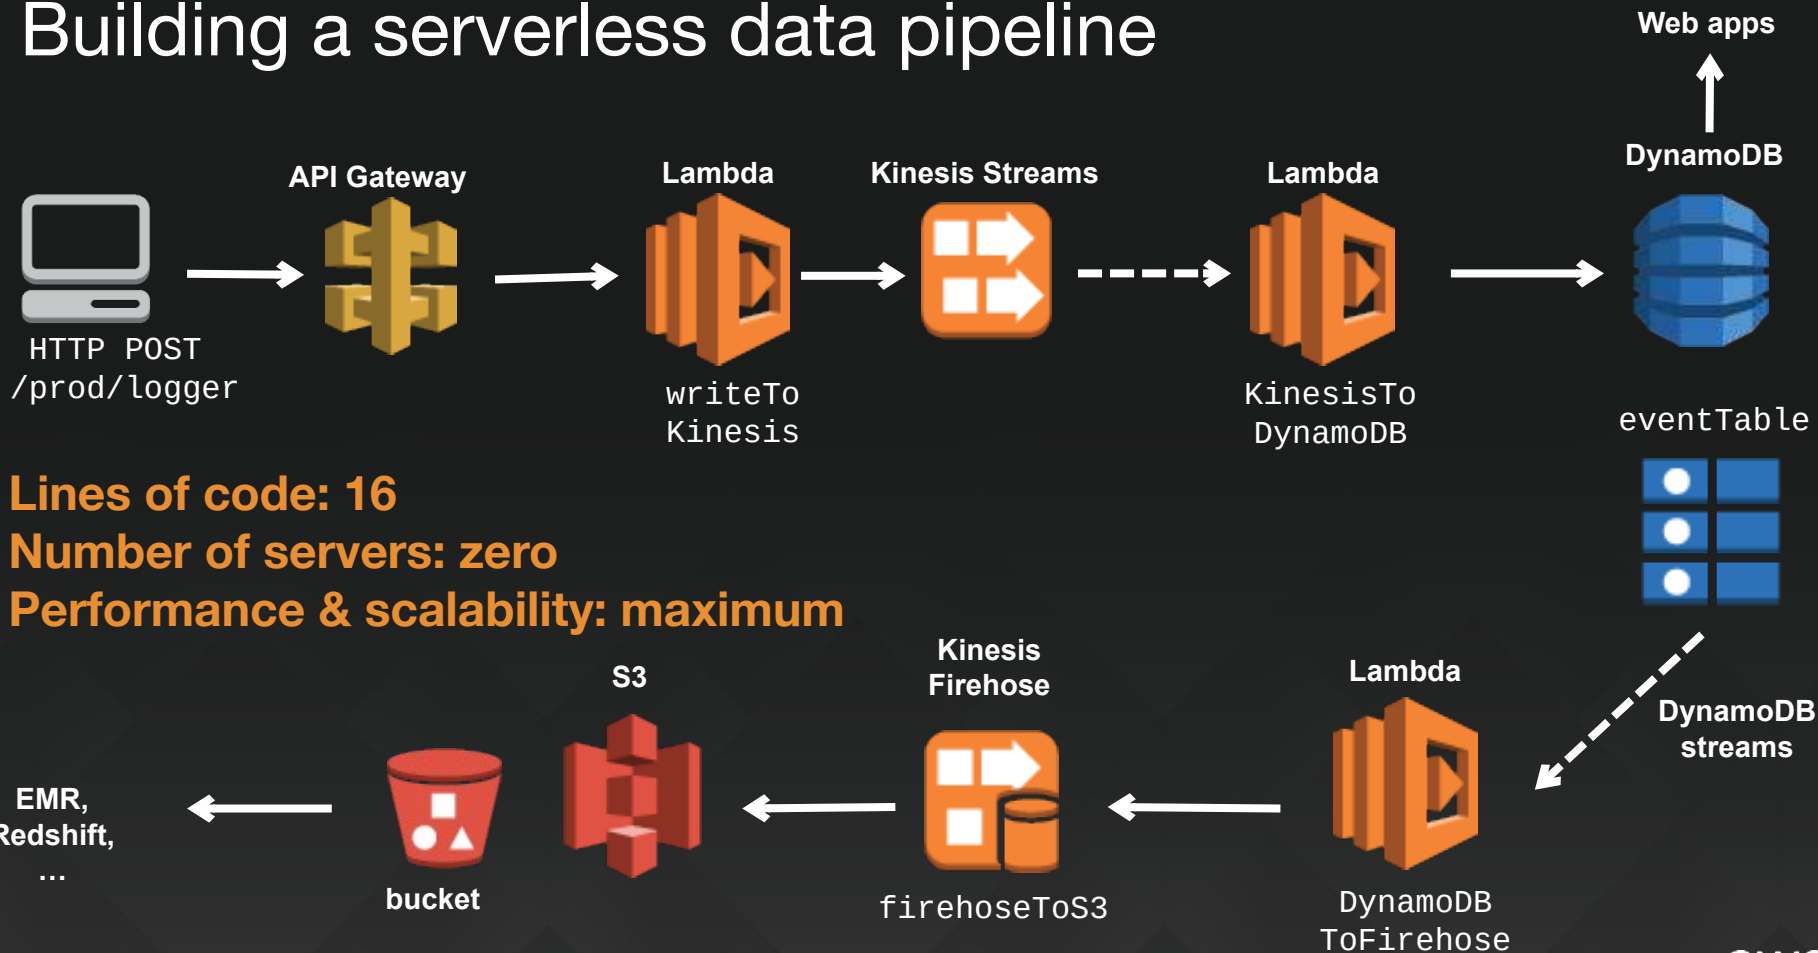 Building a serverless data pipeline
Web apps
DynamoDB
API Gateway
Lambda
Kinesis Streams
Lambda
HTTP POST
/prod/logger
writeTo
Kinesis
KinesisTo
DynamoDB
eventTable
Lines of code: 16
Number of servers: zero
Performance & scalability: maximum
S3
Kinesis
Firehose
Lambda
DynamoDB
streams
EMR,
Redshift,
...
bucket
firehoseToS3
DynamoDB
ToFirehose